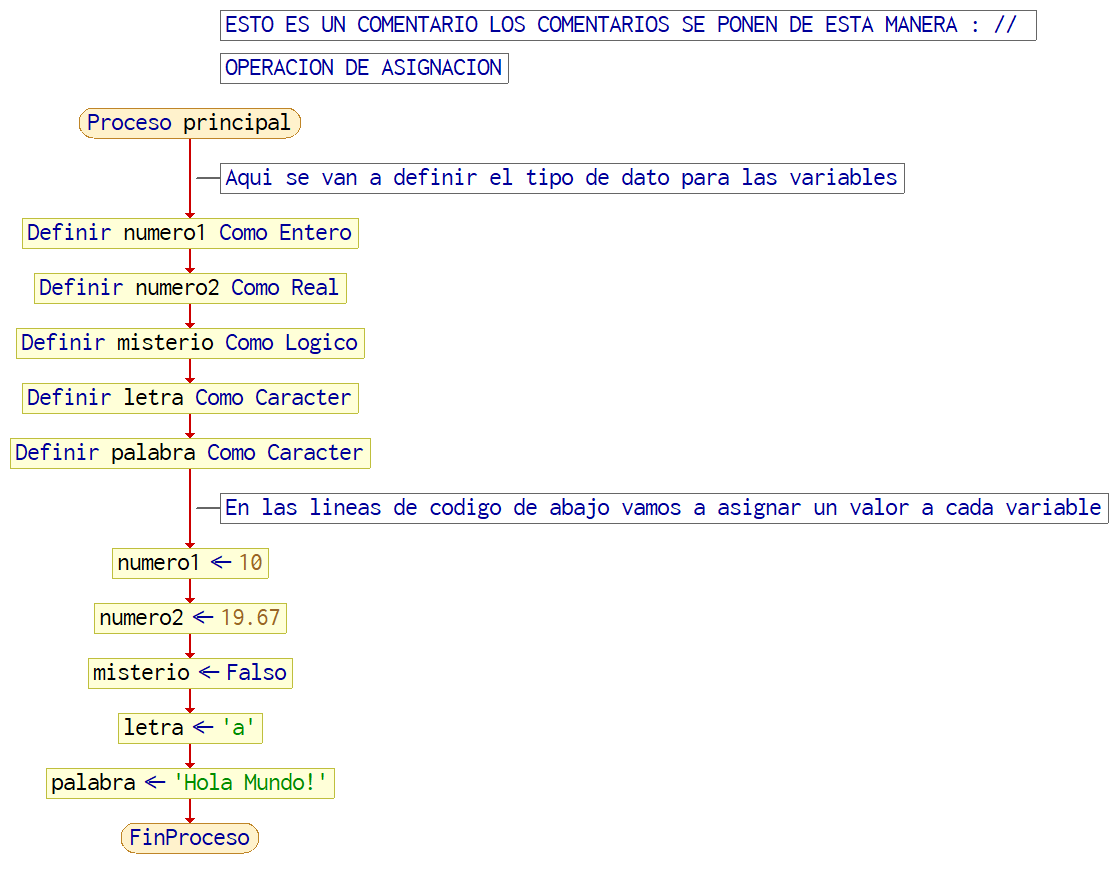 ESTO ES UN COMENTARIO LOS COMENTARIOS SE PONEN DE ESTA MANERA : //
OPERACION DE ASIGNACION
Proceso principal
Aqui se van a definir el tipo de dato para las variables
Definir numero1 Como Entero
Definir numero2 Como Real
Definir misterio Como Logico
Definir letra Como Caracter
Definir palabra Como Caracter
En las lineas de codigo de abajo vamos a asignar un valor a cada variable
numero1 ← 10
numero2 ← 19.67
misterio ← Falso
letra ← 'a'
palabra ← 'Hola Mundo!'
FinProceso